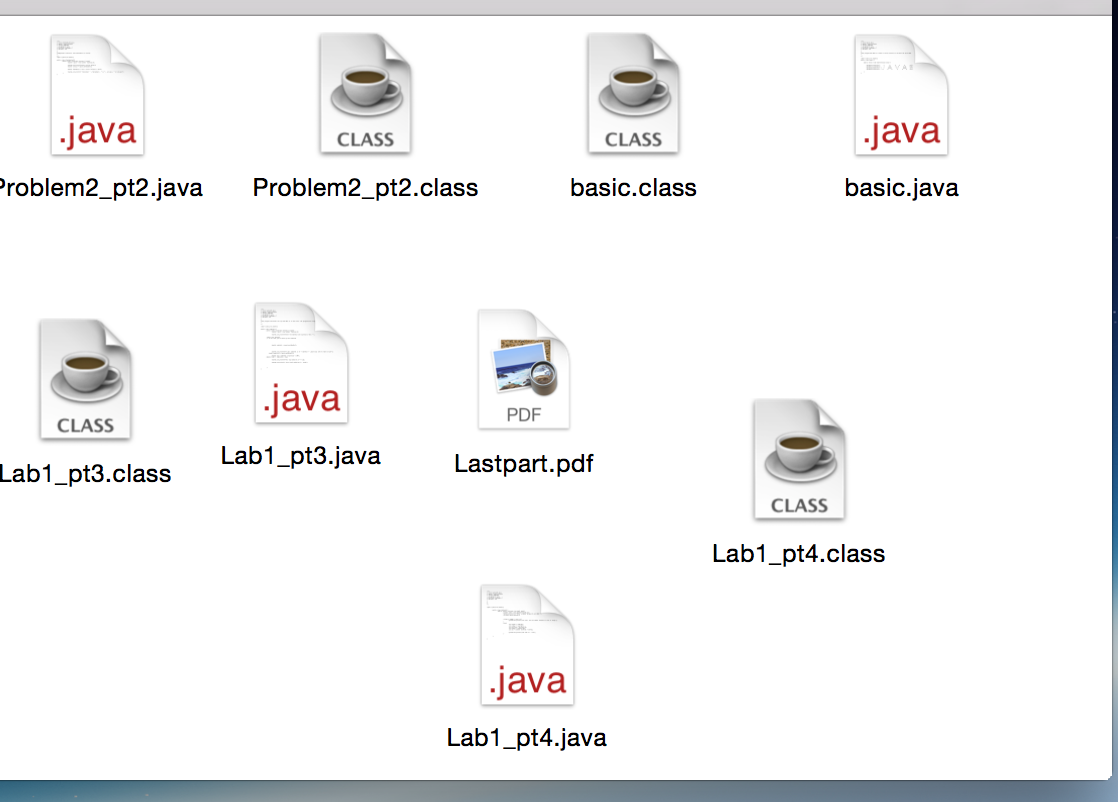 .java
CLASS
CLASS
.java
Problem2_pt2.java
Problem2_pt2.class
basic.class
basic.java
CLASS
.java
PDF
Lab1_pt3.class
Lab1_pt3.java
Lastpart.pdf
CLASS
Lab1_pt4.class
.java
Lab1_pt4.java